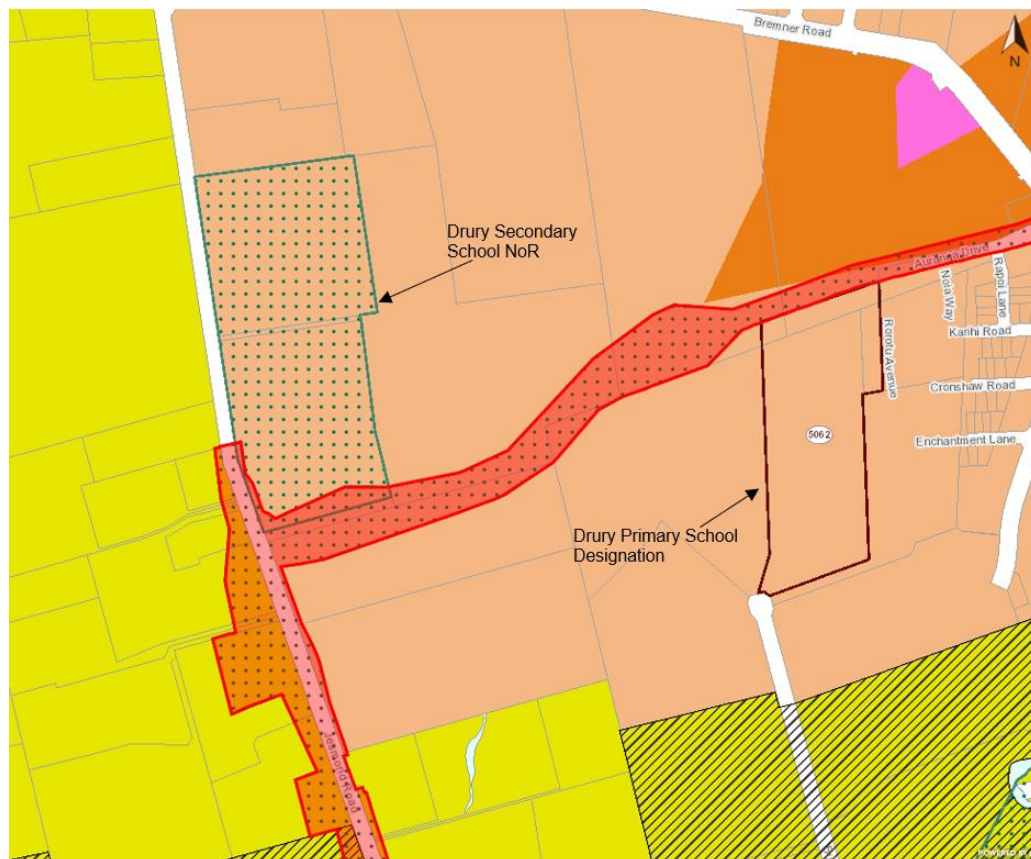 Bremner Road
N
Drury Secondary
School NoR
Auranga Drive
Nola Way
Rapoi Lane
Karihi Road
Rorotu Avenue
Cronshaw Road
5062
Enchantment Lane
Drury Primary School
Designation
Jesmond Road